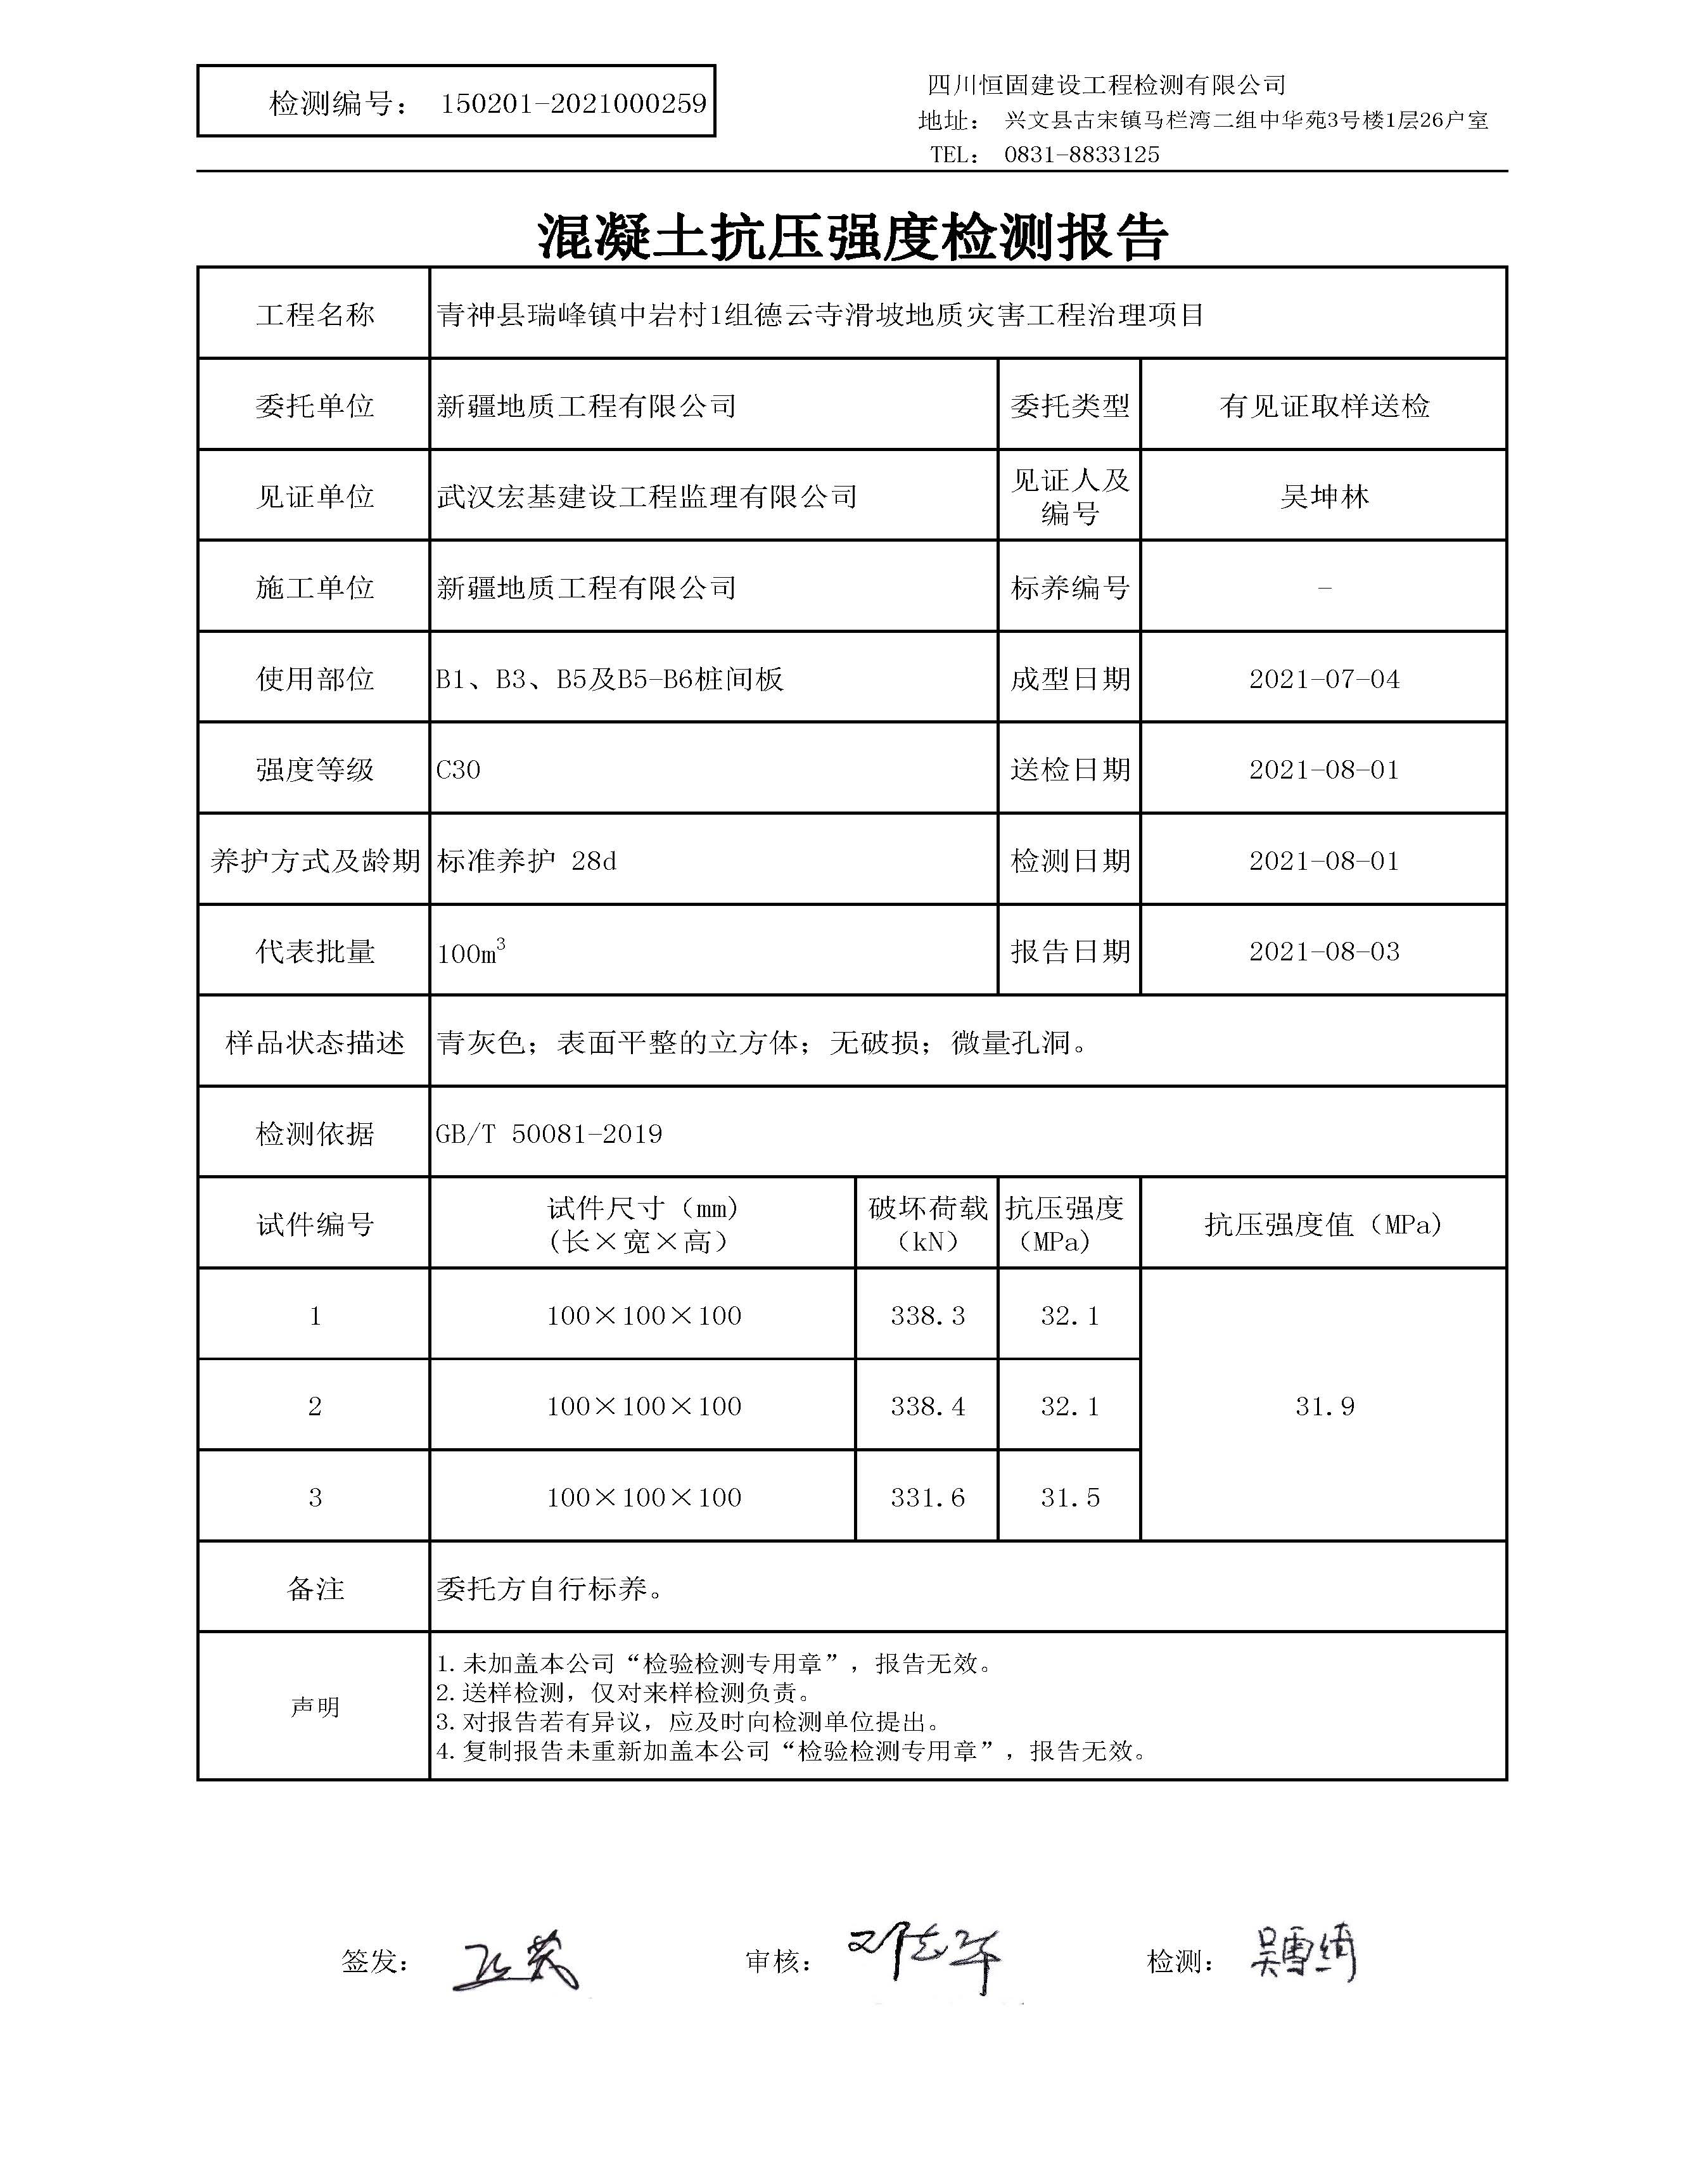 检测编号： 150201-2021000259
四川恒固建设工程检测有限公司
地址： 兴文县古宋镇马栏湾二组中华苑3号楼1层26户室
TEL： 0831-8833125
混凝土抗压强度检测报告
工程名称 青神县瑞峰镇中岩村1组德云寺滑坡地质灾害工程治理项目
委托单位 新疆地质工程有限公司 委托类型 有见证取样送检
见证单位 武汉宏基建设工程监理有限公司 见证人及编号 吴坤林
施工单位 新疆地质工程有限公司 标养编号 -
使用部位 B1、B3、B5及B5-B6桩间板 成型日期 2021-07-04
强度等级 C30 送检日期 2021-08-01
养护方式及龄期 标准养护 28d 检测日期 2021-08-01
代表批量 100m³ 报告日期 2021-08-03
样品状态描述 青灰色；表面平整的立方体；无破损；微量孔洞。
检测依据 GB/T 50081-2019
试件编号 试件尺寸（mm）(长×宽×高） 破坏荷载（kN） 抗压强度（MPa） 抗压强度值（MPa）
1 100×100×100 338.3 32.1
2 100×100×100 338.4 32.1 31.9
3 100×100×100 331.6 31.5
备注 委托方自行标养。
声明
1.未加盖本公司“检验检测专用章”，报告无效。
2.送样检测，仅对来样检测负责。
3.对报告若有异议，应及时向检测单位提出。
4.复制报告未重新加盖本公司“检验检测专用章”，报告无效。
签发： 审核： 检测： 吴雪绮